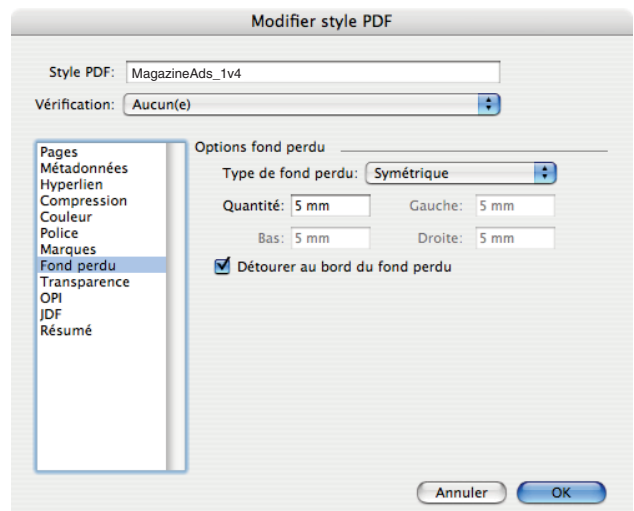 Modifier style PDF
Style PDF: MagazineAds_1v4
Vérification: Aucun(e)
Pages
Métadonnées
Hyperlien
Compression
Couleur
Police
Marques
Fond perdu
Transparence
OPI
JDF
Résumé
Options fond perdu
Type de fond perdu: Symétrique
Quantité: 5 mm Gauche: 5 mm
Bas: 5 mm Droite: 5 mm
Détourer au bord du fond perdu
Annuler OK